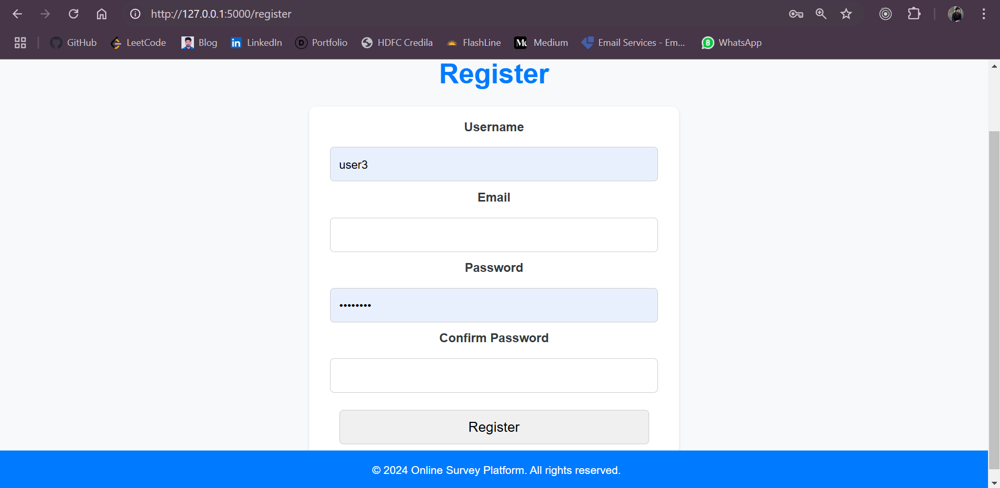 http://127.0.0.1:5000/register
GitHub LeetCode Blog LinkedIn Portfolio HDFC Credila FlashLine Medium Email Services - Em... WhatsApp
Register
Username
user3
Email
Password
••••••••
Confirm Password
Register
© 2024 Online Survey Platform. All rights reserved.